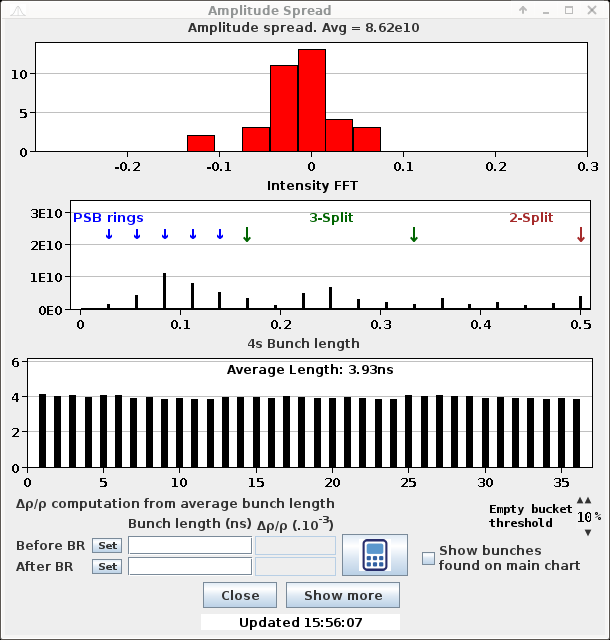 Amplitude Spread
Amplitude spread. Avg = 8.62e10
10
5
0
-0.2 -0.1 0 0.1 0.2 0.3
Intensity FFT
3E10
2E10
1E10
0E0
PSB rings 3-Split 2-Split
0 0.1 0.2 0.3 0.4 0.5
4s Bunch length
6
4
2
0
Average Length: 3.93ns
0 5 10 15 20 25 30 35
Δρ/ρ computation from average bunch length
Bunch length (ns) Δρ/ρ (.10-3)
Before BR Set
After BR Set
Empty bucket
threshold
10%
Show bunches
found on main chart
Close Show more
Updated 15:56:07